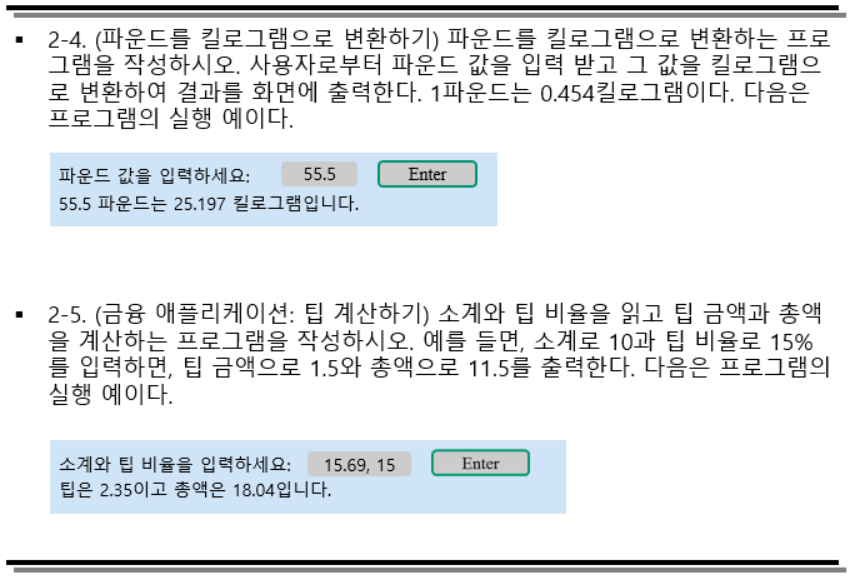 ▪ 2-4. (파운드를 킬로그램으로 변환하기) 파운드를 킬로그램으로 변환하는 프로
그램을 작성하시오. 사용자로부터 파운드 값을 입력 받고 그 값을 킬로그램으
로 변환하여 결과를 화면에 출력한다. 1파운드는 0.454킬로그램이다. 다음은
프로그램의 실행 예이다.
파운드 값을 입력하세요: 55.5 Enter
55.5 파운드는 25.197 킬로그램입니다.
▪ 2-5. (금융 애플리케이션: 팁 계산하기) 소계와 팁 비율을 읽고 팁 금액과 총액
을 계산하는 프로그램을 작성하시오. 예를 들면, 소계로 10과 팁 비율로 15%
를 입력하면, 팁 금액으로 1.5와 총액으로 11.5를 출력한다. 다음은 프로그램의
실행 예이다.
소계와 팁 비율을 입력하세요: 15.69, 15 Enter
팁은 2.35이고 총액은 18.04입니다.